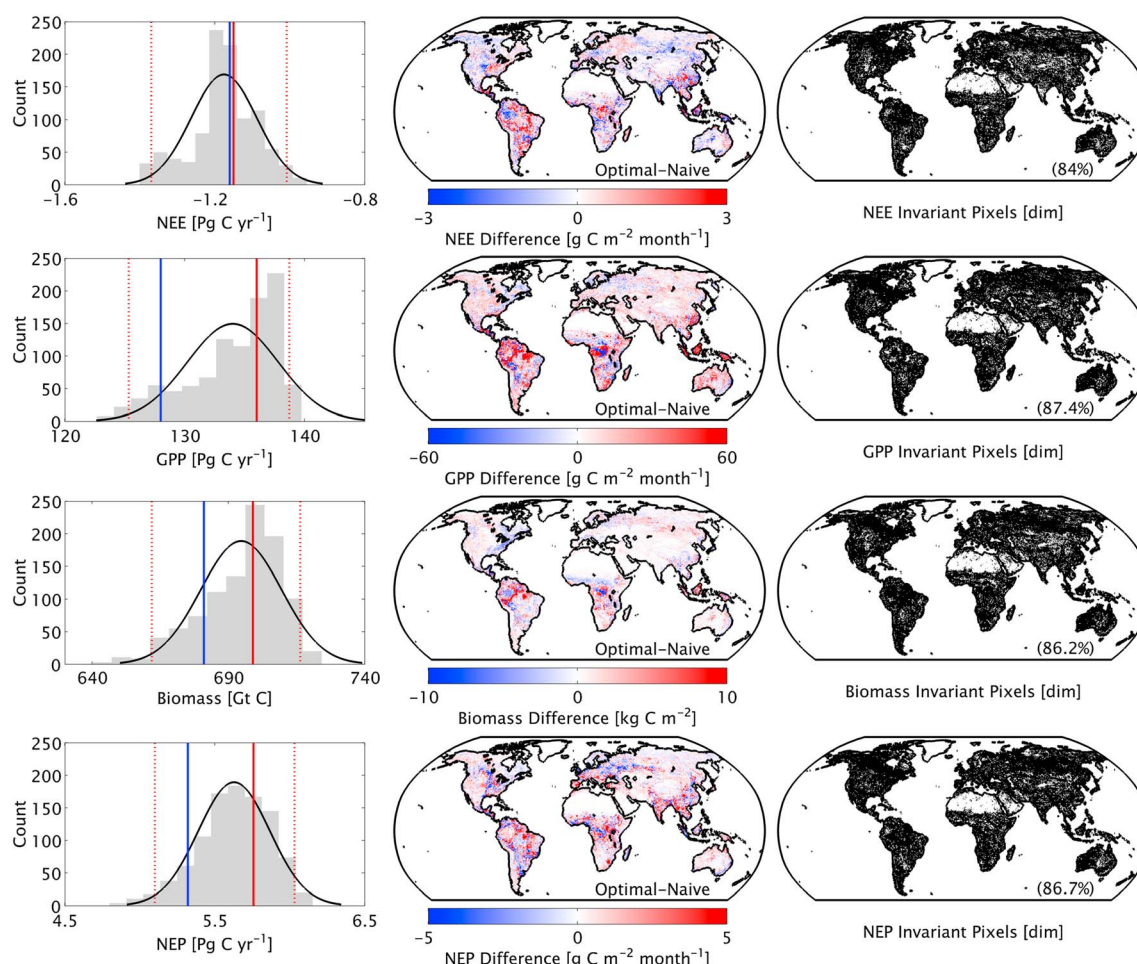 250
200
150
100
50
0
Count
-1.6 -1.2 -0.8
NEE [Pg C yr⁻¹]
Optimal-Naive
-3 0 3
NEE Difference [g C m⁻² month⁻¹]
(84%)
NEE Invariant Pixels [dim]
250
200
150
100
50
0
Count
120 130 140
GPP [Pg C yr⁻¹]
Optimal-Naive
-60 0 60
GPP Difference [g C m⁻² month⁻¹]
(87.4%)
GPP Invariant Pixels [dim]
250
200
150
100
50
0
Count
640 690 740
Biomass [Gt C]
Optimal-Naive
-10 0 10
Biomass Difference [kg C m⁻²]
(86.2%)
Biomass Invariant Pixels [dim]
250
200
150
100
50
0
Count
4.5 5.5 6.5
NEP [Pg C yr⁻¹]
Optimal-Naive
-5 0 5
NEP Difference [g C m⁻² month⁻¹]
(86.7%)
NEP Invariant Pixels [dim]